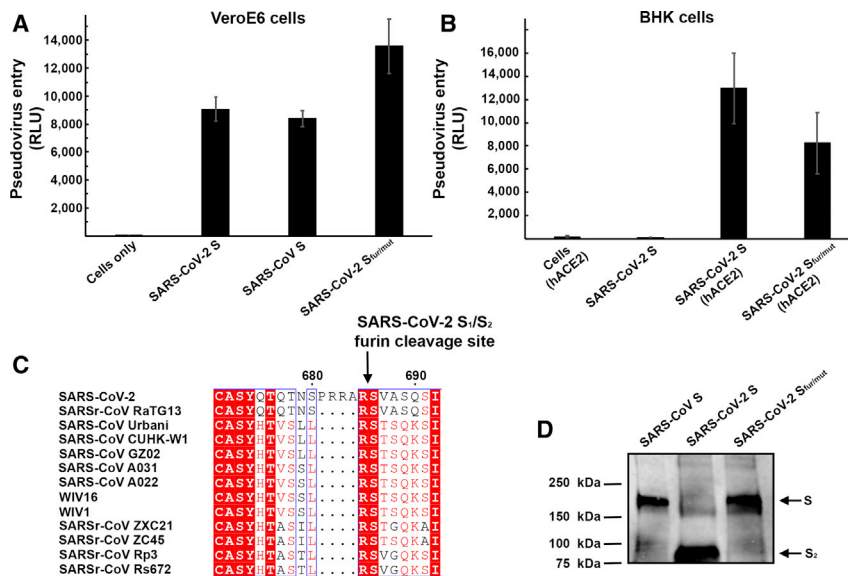 A
VeroE6 cells
Pseudovirus entry
(RLU)
14,000
12,000
10,000
8,000
6,000
4,000
2,000
Cells only
SARS-CoV-2 S
SARS-CoV S
SARS-CoV-2 Sfur/mut
B
BHK cells
Pseudovirus entry
(RLU)
16,000
14,000
12,000
10,000
8,000
6,000
4,000
2,000
Cells
(hACE2)
SARS-CoV-2 S
SARS-CoV-2 S
(hACE2)
SARS-CoV-2 Sfur/mut
(hACE2)
C
SARS-CoV-2 S1/S2
furin cleavage site
680 690
SARS-CoV-2 CASYQTQTNSPRRARSVASQSI
SARSr-CoV RaTG13 CASYQTQTNS....RSVASQSI
SARS-CoV Urbani CASYHTVSLL....RSTSQKSI
SARS-CoV CUHK-W1 CASYHTVSLL....RSTSQKSI
SARS-CoV GZ02 CASYHTVSLL....RSTSQKSI
SARS-CoV A031 CASYHTVSSL....RSTSQKSI
SARS-CoV A022 CASYHTVSSL....RSTSQKSI
WIV16 CASYHTVSSL....RSTSQKSI
WIV1 CASYHTVSSL....RSTSQKSI
SARSr-CoV ZXC21 CASYHTASIL....RSTGQKAI
SARSr-CoV ZC45 CASYHTASIL....RSTSQKAI
SARSr-CoV Rp3 CASYHTASTL....RSVGQKSI
SARSr-CoV Rs672 CASYHTASTL....RSVGQKSI
D
SARS-CoV S
SARS-CoV-2 S
SARS-CoV-2 Sfur/mut
250 kDa
150 kDa
100 kDa
75 kDa
S
S2